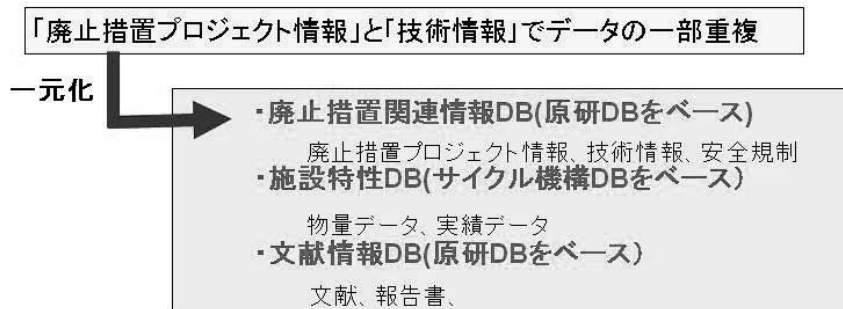 「廃止措置プロジェクト情報」と「技術情報」でデータの一部重複
一元化
・廃止措置関連情報DB(原研DBをベース)
廃止措置プロジェクト情報、技術情報、安全規制
・施設特性DB(サイクル機構DBをベース)
物量データ、実績データ
・文献情報DB(原研DBをベース)
文献、報告書、